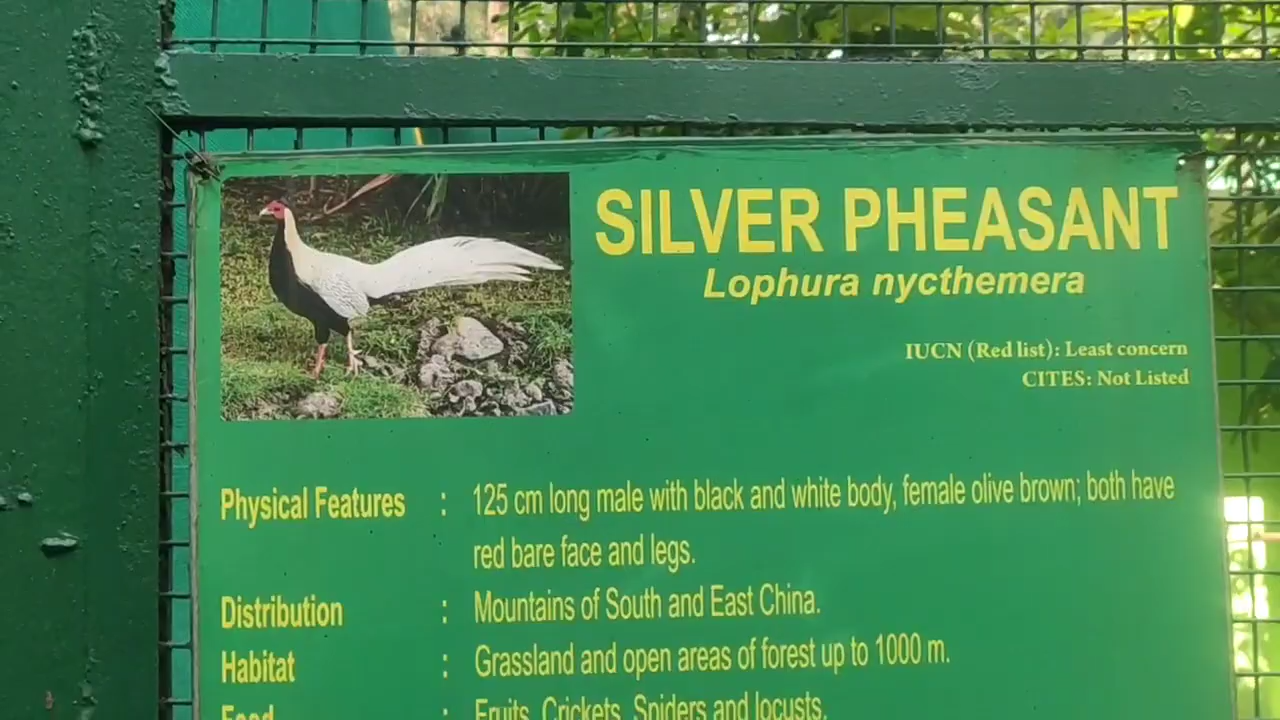 SILVER PHEASANT
Lophura nycthemera
IUCN (Red list): Least concern
CITES: Not Listed
Physical Features : 125 cm long male with black and white body, female olive brown; both have
red bare face and legs.
Distribution : Mountains of South and East China.
Habitat : Grassland and open areas of forest up to 1000 m.
Food : Fruits, Crickets, Spiders and locusts.